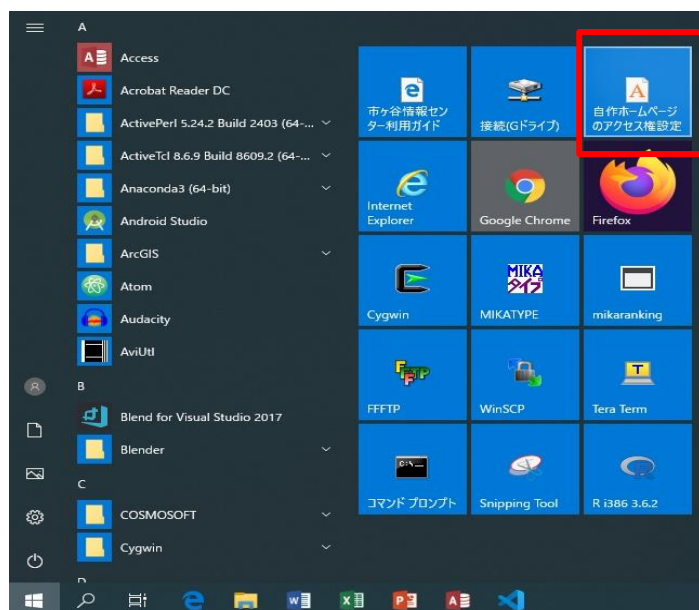 A
Access
Acrobat Reader DC
ActivePerl 5.24.2 Build 2403 (64-...
ActiveTcl 8.6.9 Build 8609.2 (64-...
Anaconda3 (64-bit)
Android Studio
ArcGIS
Atom
Audacity
AviUtl
B
Blend for Visual Studio 2017
Blender
C
COSMOSOFT
Cygwin
市ヶ谷情報セン
ター利用ガイド
接続(Gドライブ)
自作ホームページ
のアクセス権設定
Internet
Explorer
Google Chrome
Firefox
Cygwin
MIKA
タイプ
MIKATYPE
mikaranking
FFFTP
WinSCP
Tera Term
C:\_
コマンド プロンプト
Snipping Tool
R i386 3.6.2